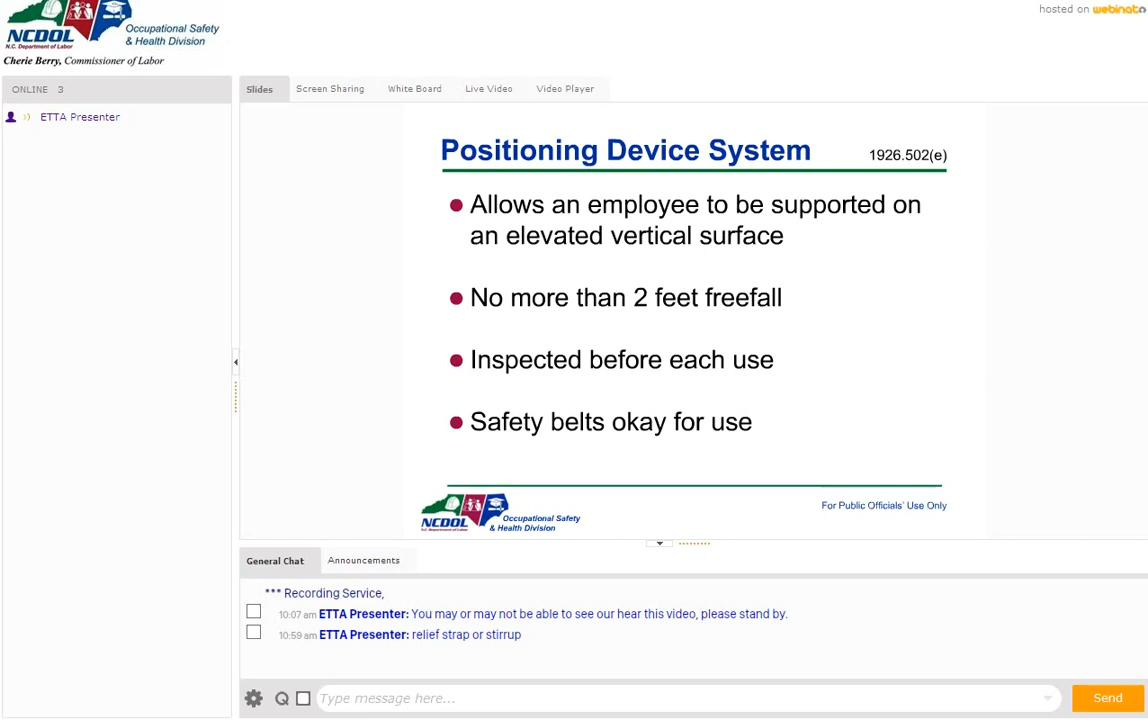 hosted on webinato
NCDOL
N.C. Department of Labor
Occupational Safety
& Health Division
Cherie Berry, Commissioner of Labor
ONLINE 3
ETTA Presenter
Slides
Screen Sharing
White Board
Live Video
Video Player
Positioning Device System
1926.502(e)
Allows an employee to be supported on
an elevated vertical surface
No more than 2 feet freefall
Inspected before each use
Safety belts okay for use
NCDOL
N.C. Department of Labor
Occupational Safety
& Health Division
For Public Officials' Use Only
General Chat
Announcements
*** Recording Service,
10:07 am ETTA Presenter: You may or may not be able to see our hear this video, please stand by.
10:59 am ETTA Presenter: relief strap or stirrup
Q
Type message here...
Send